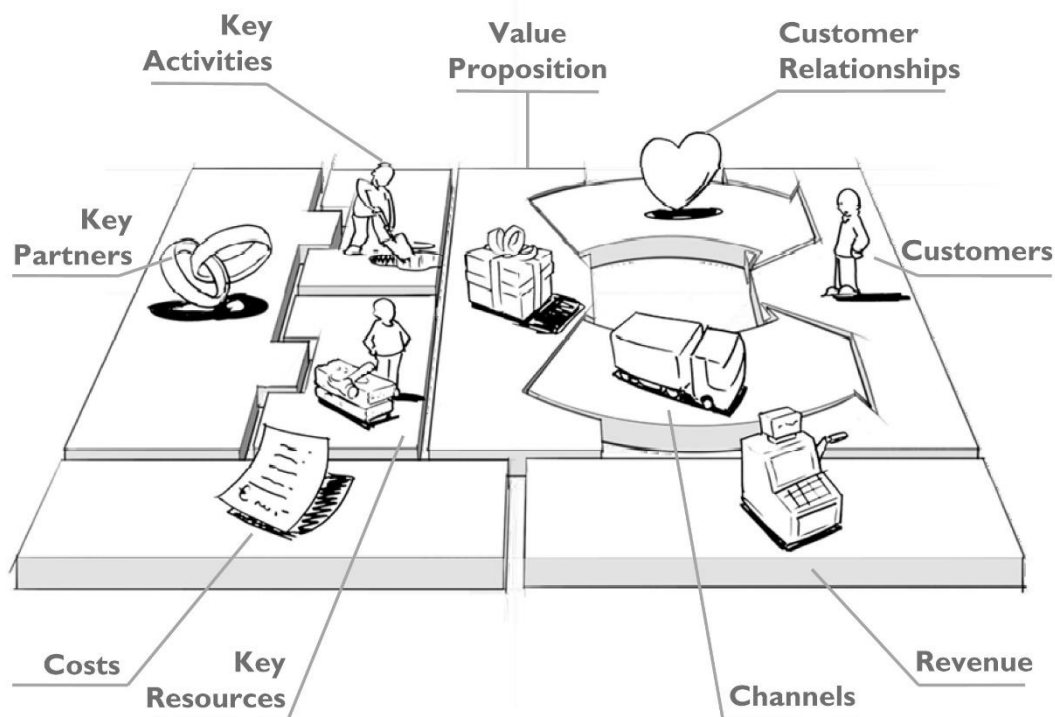 Key
Activities
Value
Proposition
Customer
Relationships
Key
Partners
Customers
Costs
Key
Resources
Channels
Revenue